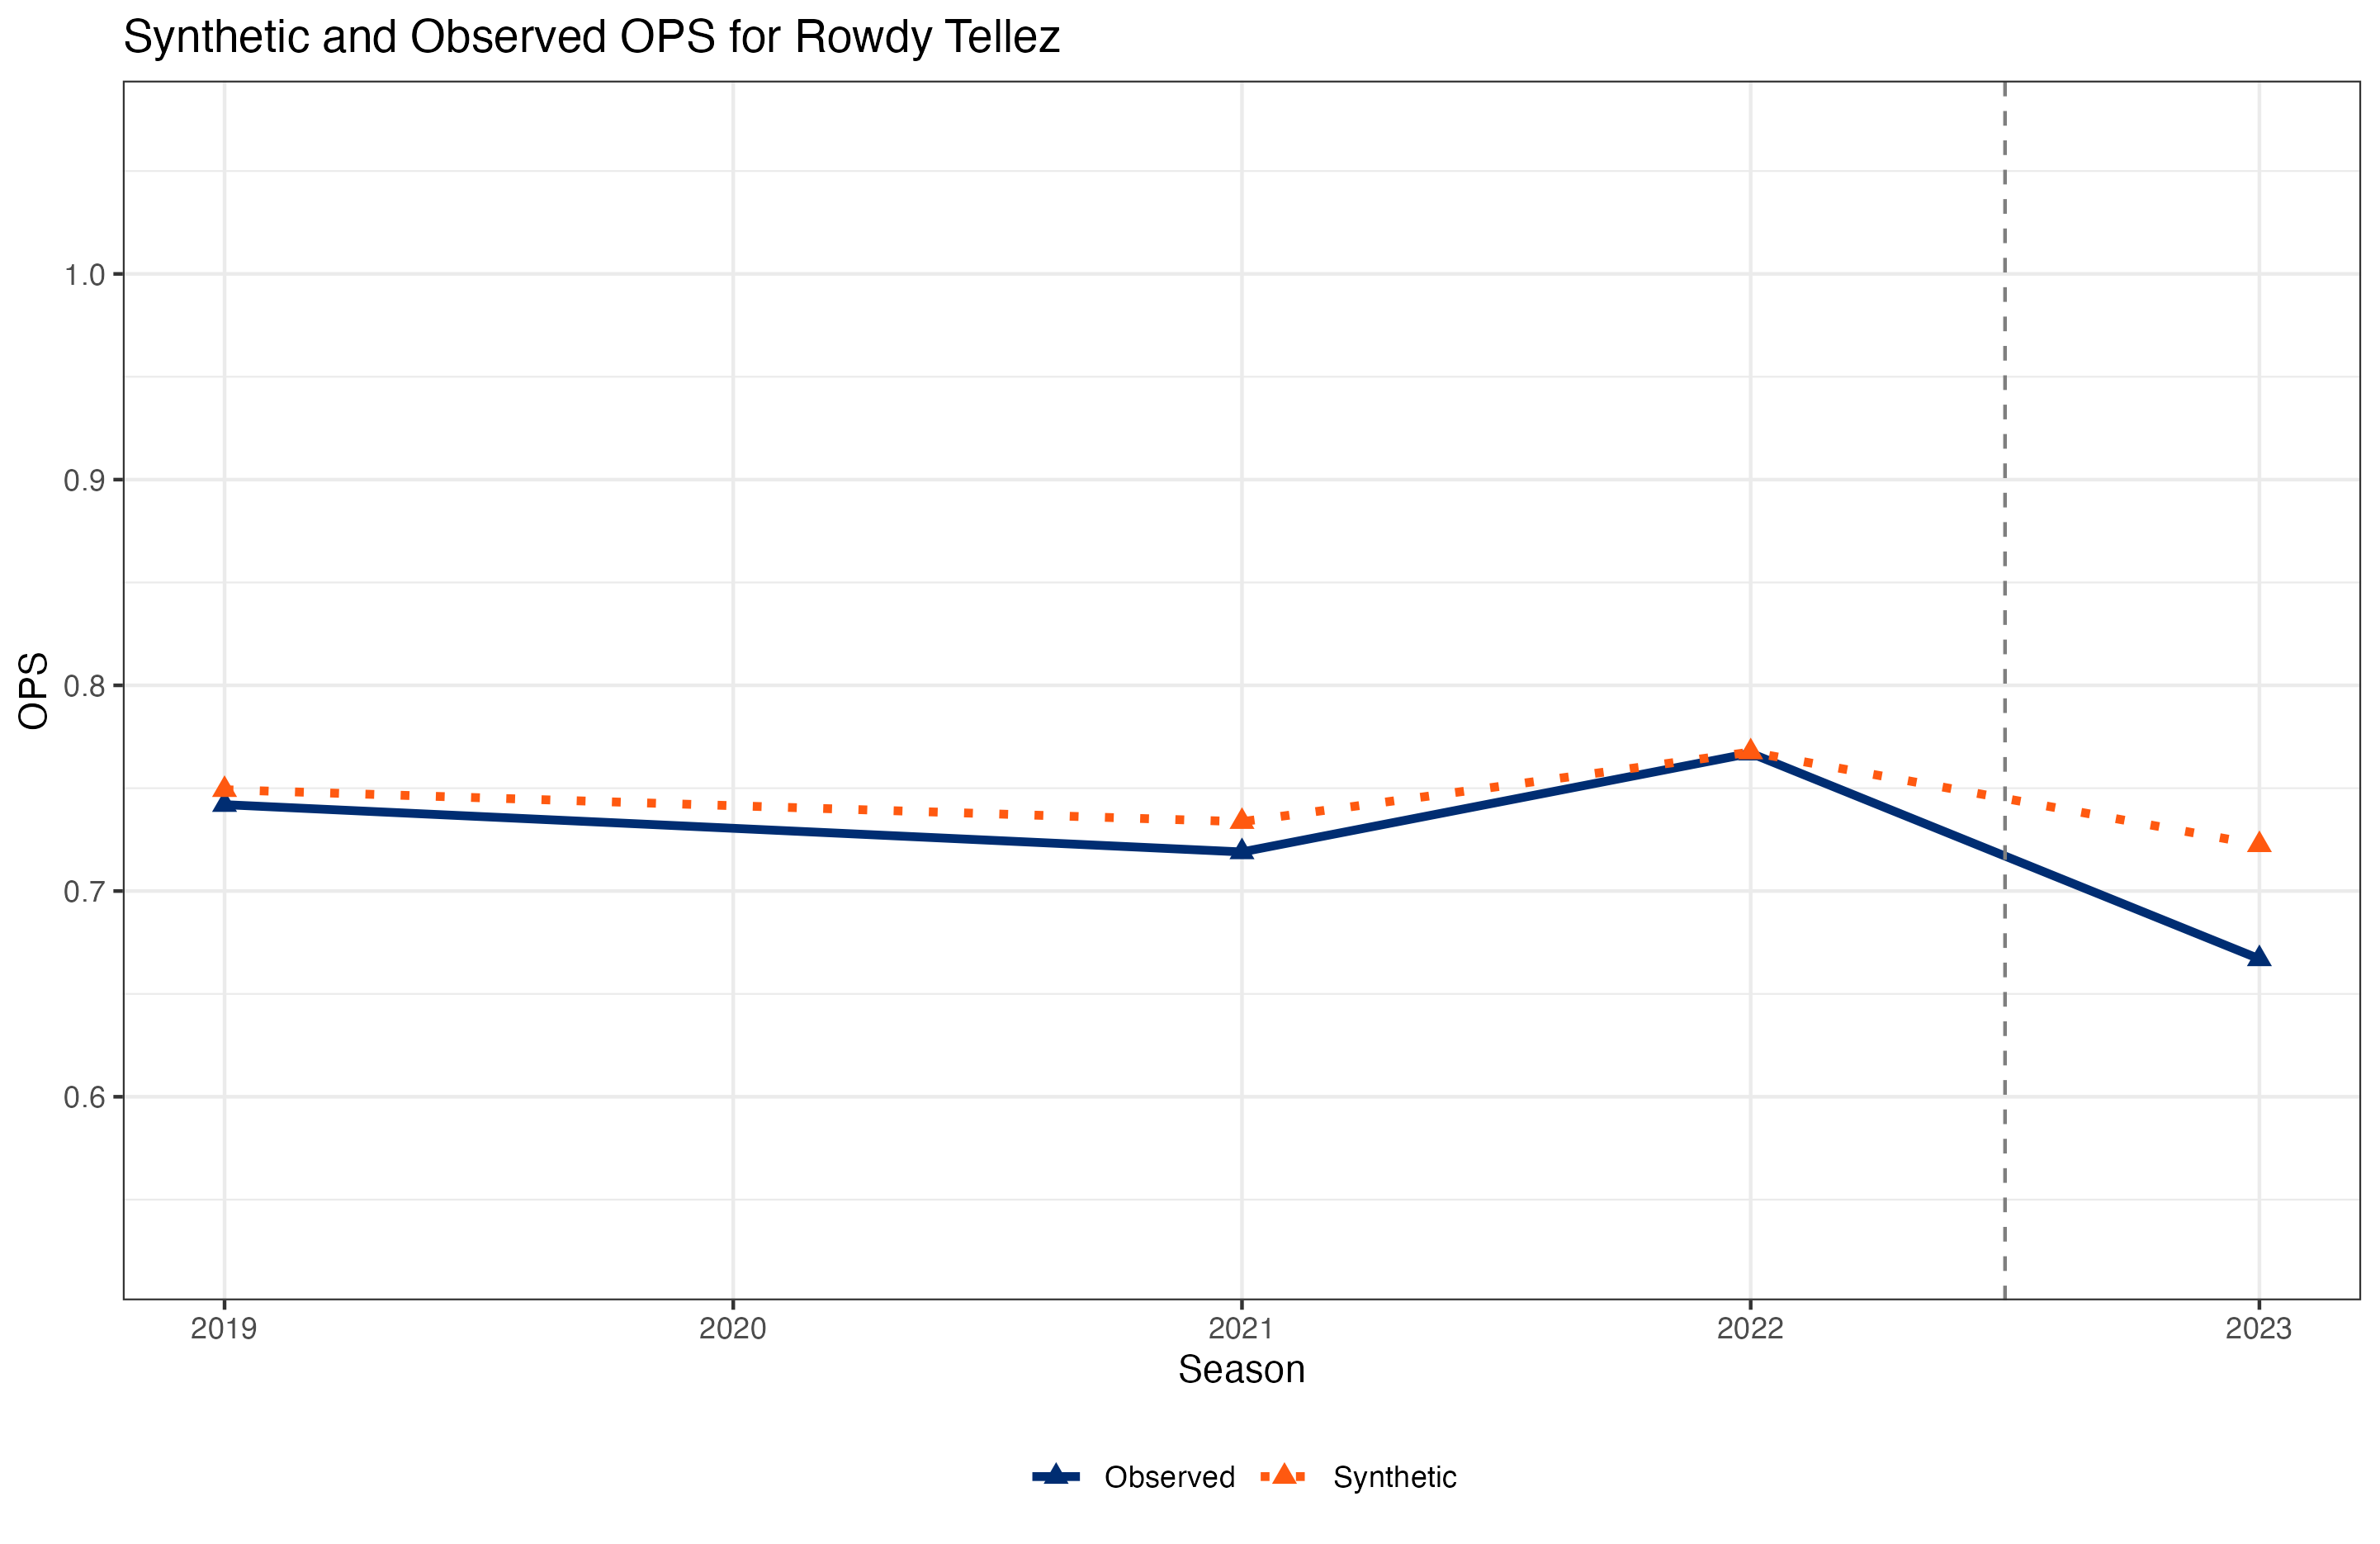 Synthetic and Observed OPS for Rowdy Tellez
OPS
1.0
0.9
0.8
0.7
0.6
2019 2020 2021 2022 2023
Season
Observed Synthetic